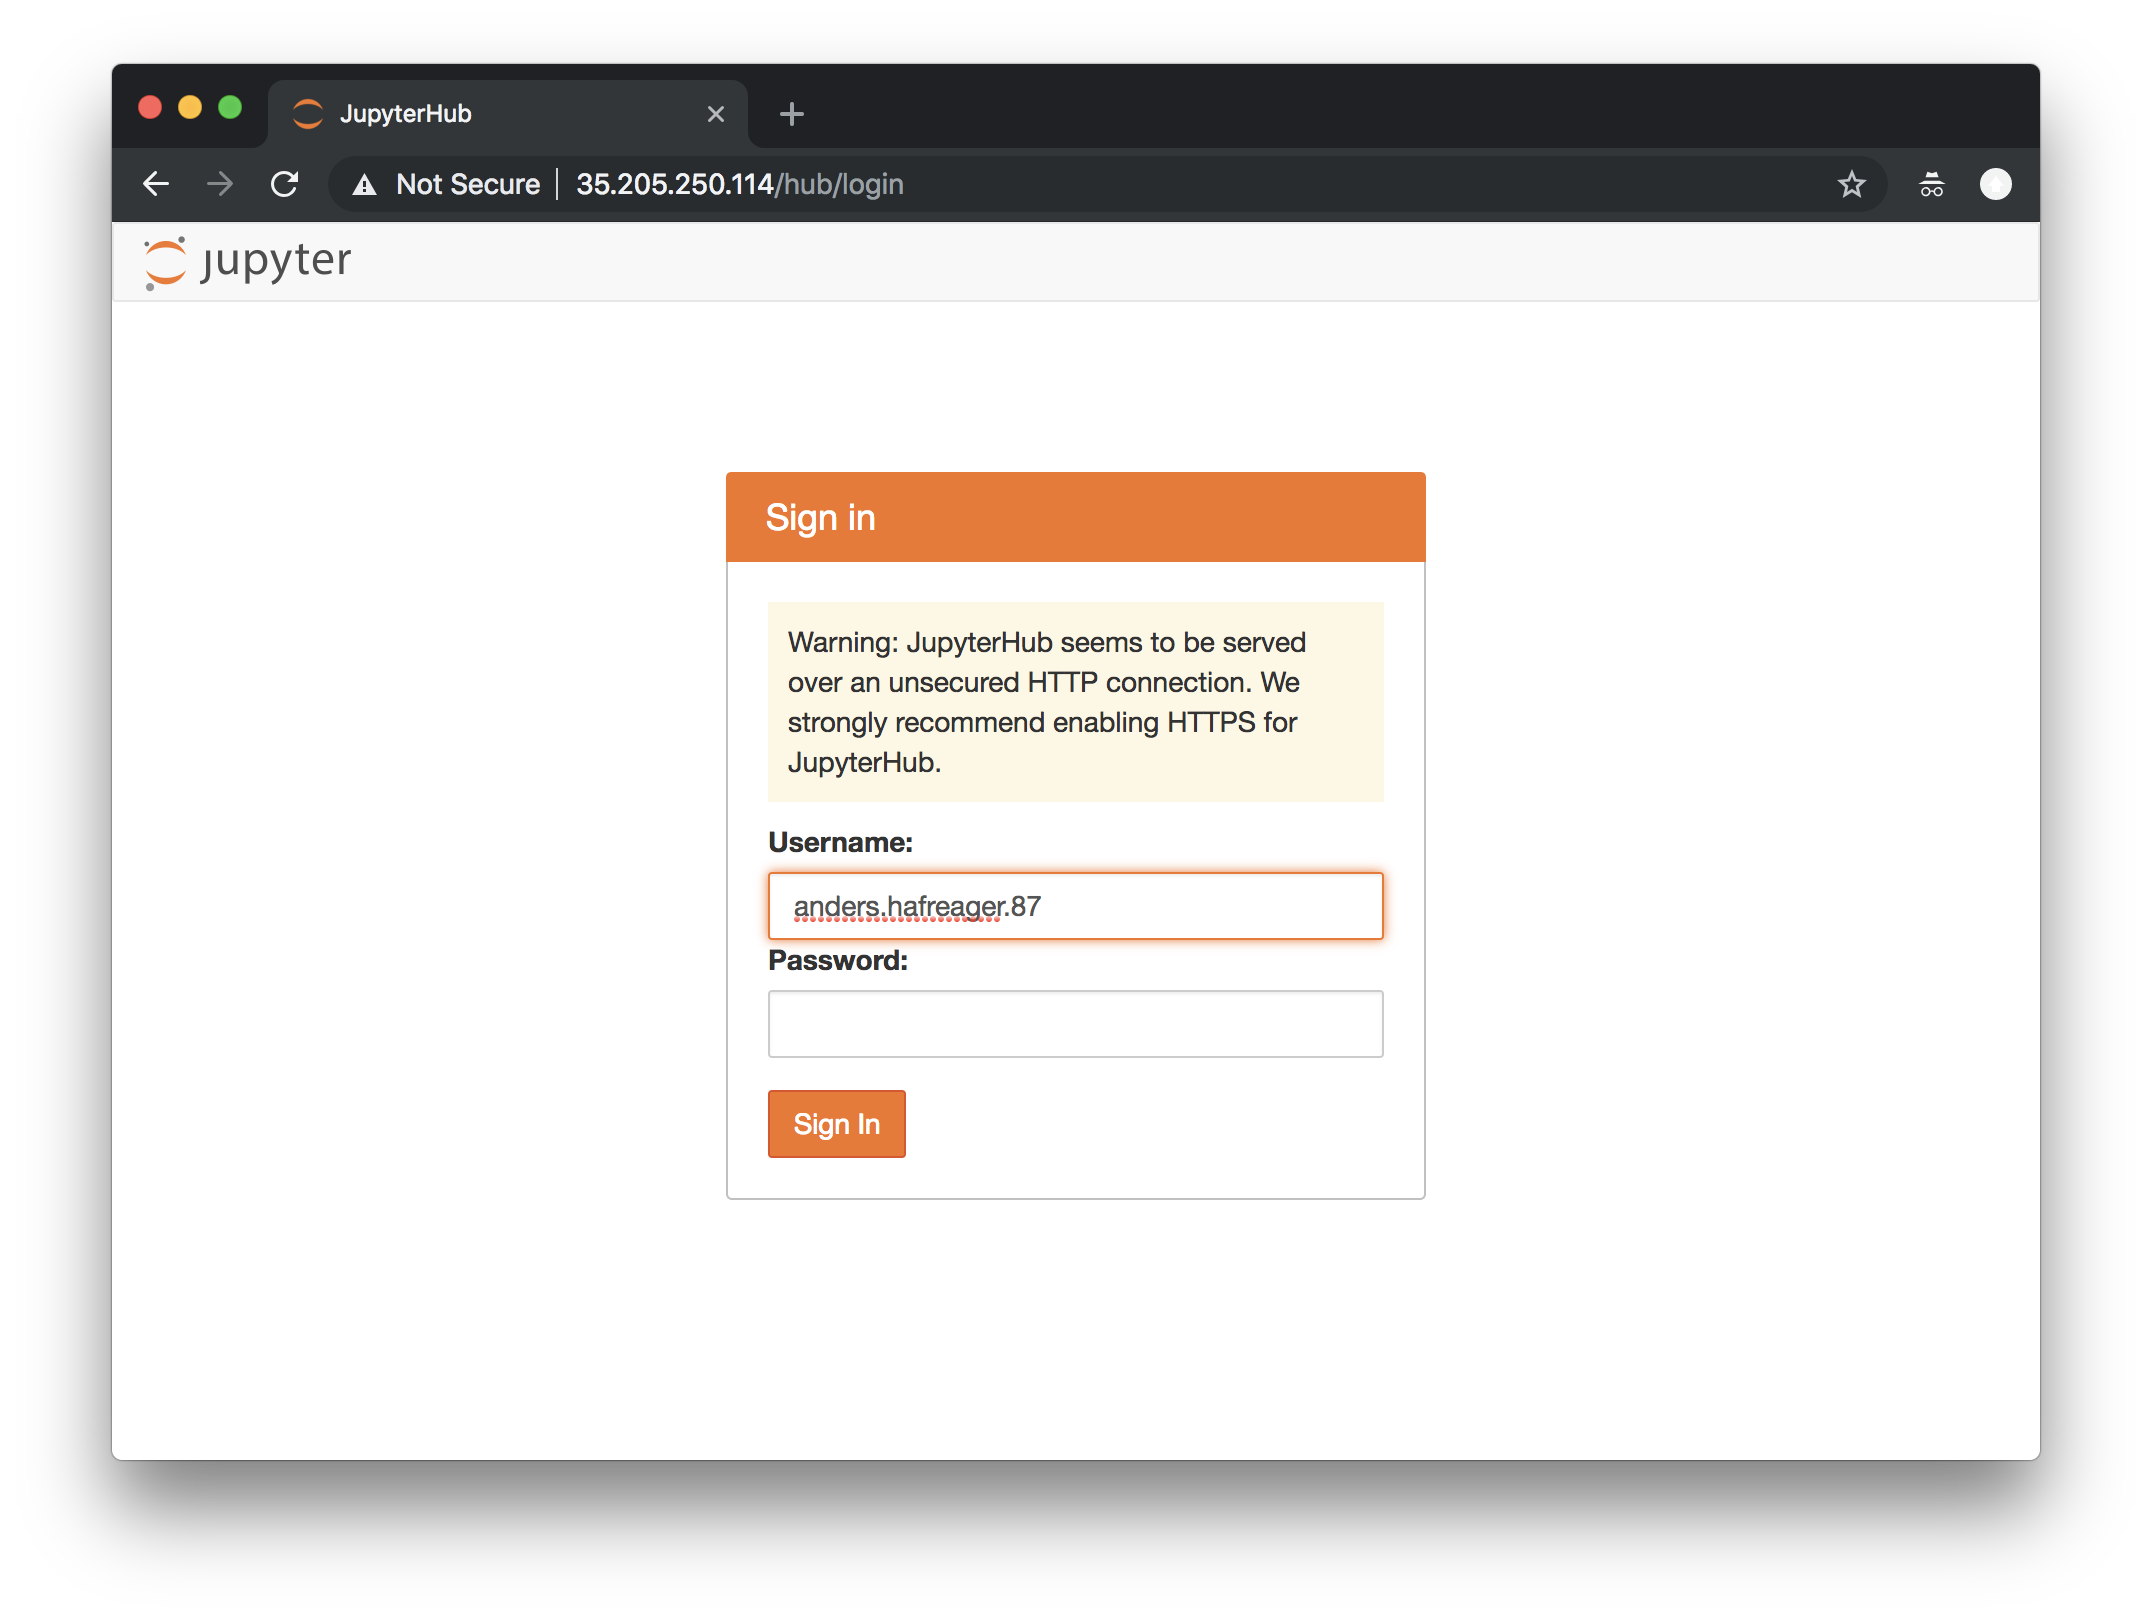 JupyterHub
Not Secure | 35.205.250.114/hub/login
jupyter
Sign in
Warning: JupyterHub seems to be served
over an unsecured HTTP connection. We
strongly recommend enabling HTTPS for
JupyterHub.
Username:
anders.hafreager.87
Password:
Sign In